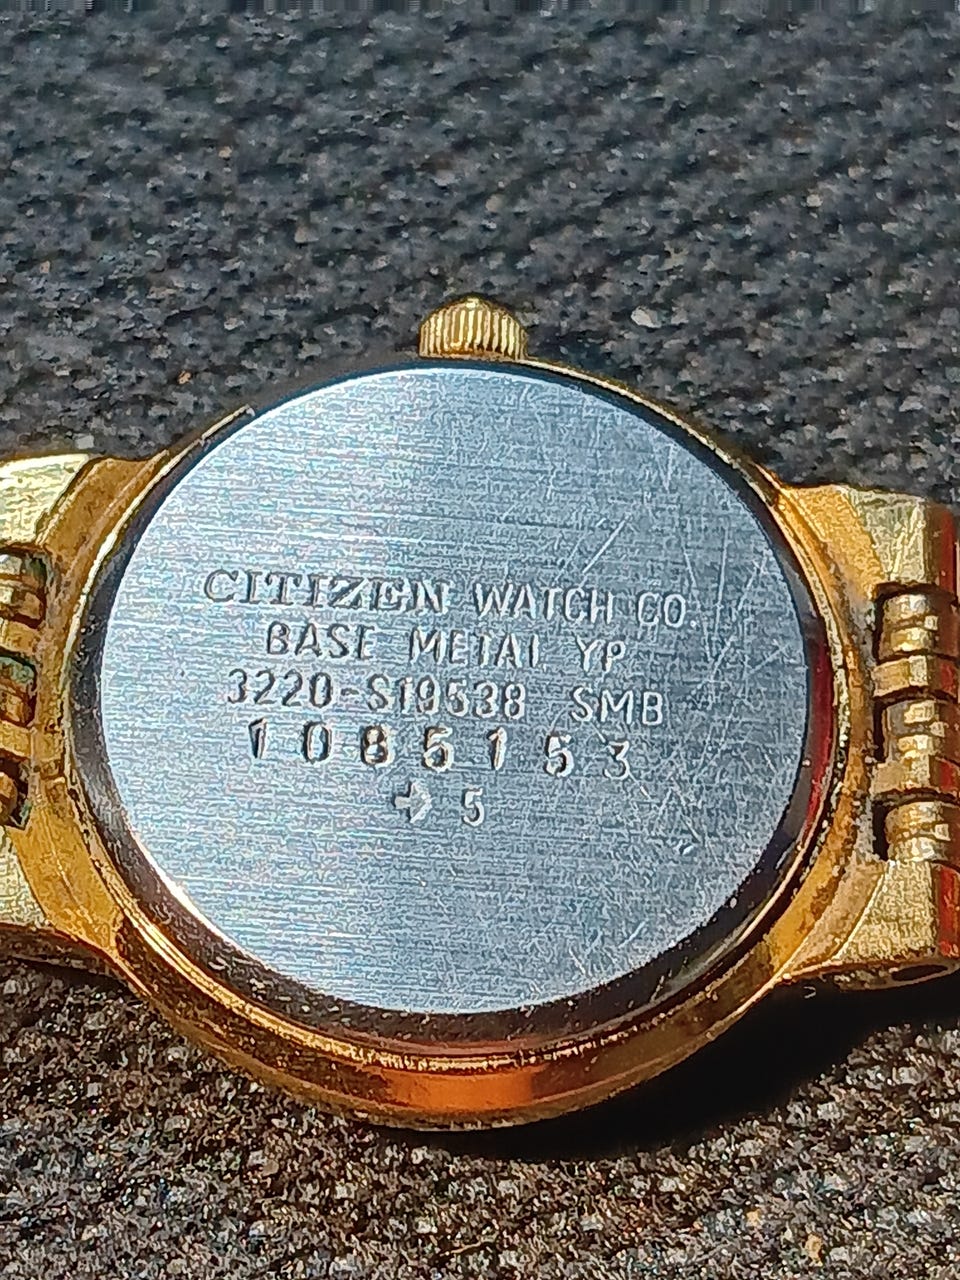 CITIZEN WATCH CO.
BASE METAL YP
3220-S19538 SMB
1085153
→ 5